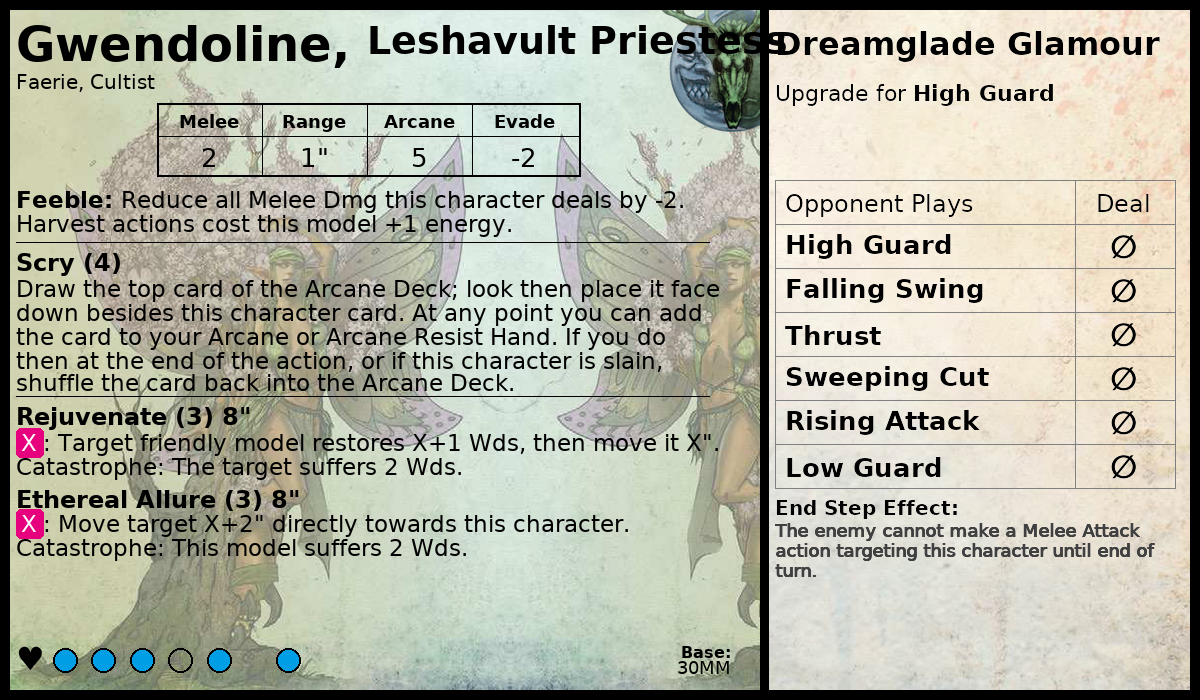 Gwendoline, Leshavult Priestess
Faerie, Cultist
Melee Range Arcane Evade
2 1" 5 -2
Feeble: Reduce all Melee Dmg this character deals by -2.
Harvest actions cost this model +1 energy.
Scry (4)
Draw the top card of the Arcane Deck; look then place it face
down besides this character card. At any point you can add
the card to your Arcane or Arcane Resist Hand. If you do
then at the end of the action, or if this character is slain,
shuffle the card back into the Arcane Deck.
Rejuvenate (3) 8"
X: Target friendly model restores X+1 Wds, then move it X".
Catastrophe: The target suffers 2 Wds.
Ethereal Allure (3) 8"
X: Move target X+2" directly towards this character.
Catastrophe: This model suffers 2 Wds.
Base:
30MM
Dreamglade Glamour
Upgrade for High Guard
Opponent Plays Deal
High Guard ∅
Falling Swing ∅
Thrust ∅
Sweeping Cut ∅
Rising Attack ∅
Low Guard ∅
End Step Effect:
The enemy cannot make a Melee Attack
action targeting this character until end of
turn.